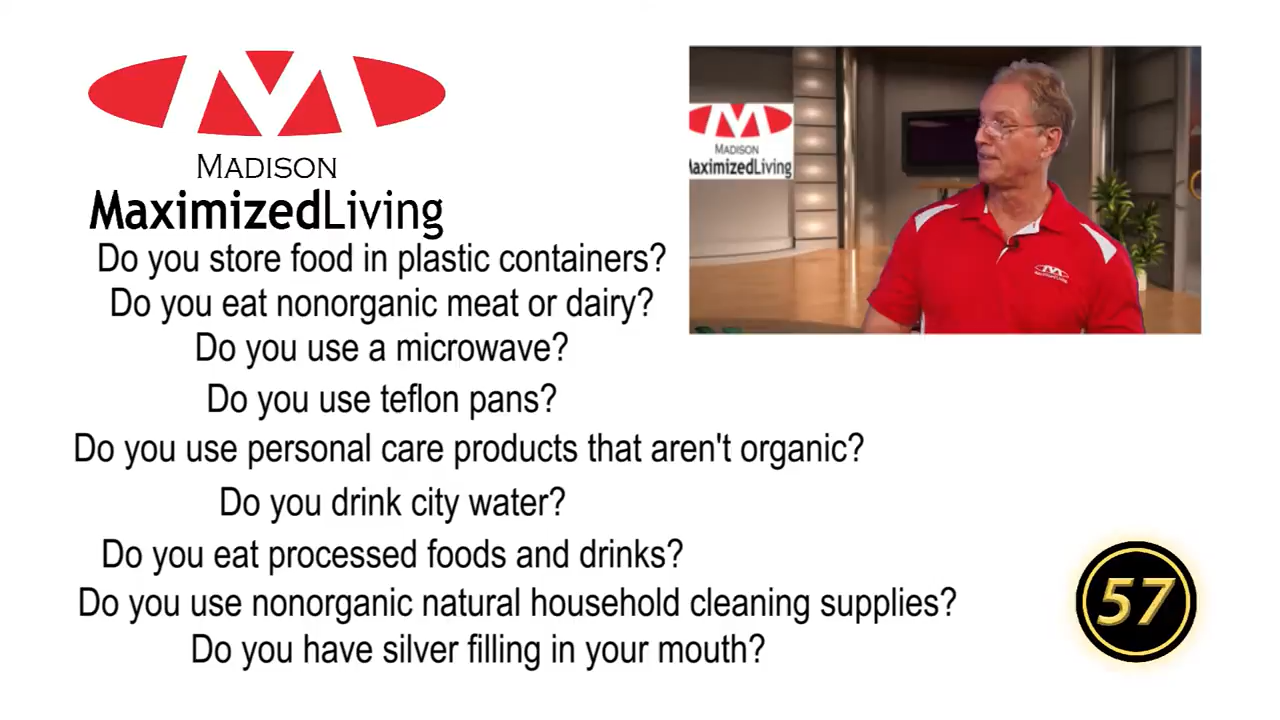 M
MADISON
MaximizedLiving
Do you store food in plastic containers?
Do you eat nonorganic meat or dairy?
Do you use a microwave?
Do you use teflon pans?
Do you use personal care products that aren't organic?
Do you drink city water?
Do you eat processed foods and drinks?
Do you use nonorganic natural household cleaning supplies?
Do you have silver filling in your mouth?
M
MADISON
MaximizedLiving
M
57